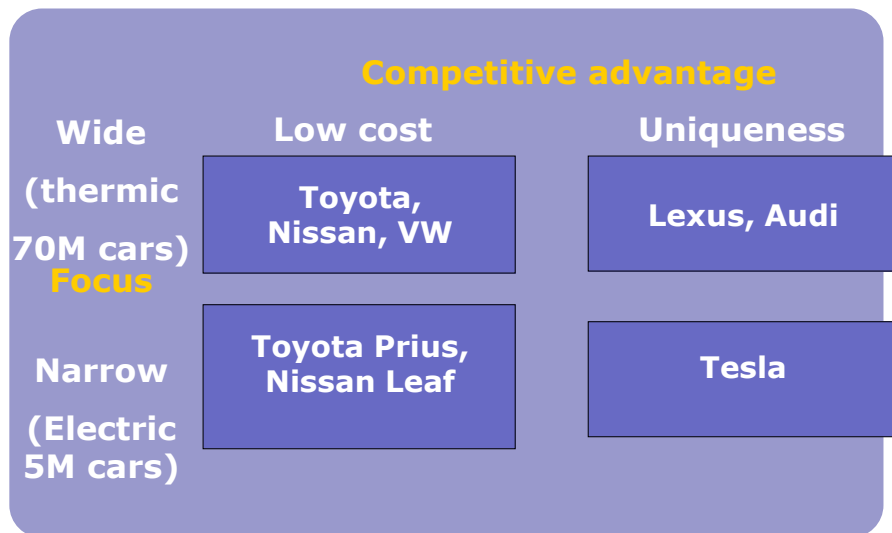 Competitive advantage
Low cost
Uniqueness
Wide
(thermic
70M cars)
Focus
Toyota,
Nissan, VW
Lexus, Audi
Narrow
(Electric
5M cars)
Toyota Prius,
Nissan Leaf
Tesla